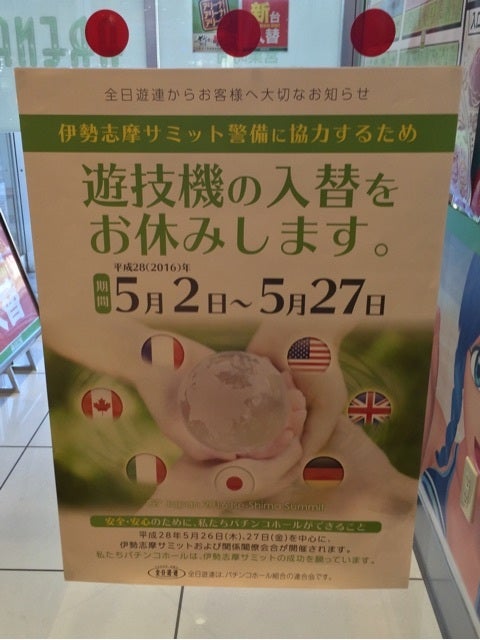 新台
入替
全日遊連からお客様へ大切なお知らせ
伊勢志摩サミット警備に協力するため
遊技機の入替を
お休みします。
平成28(2016)年
期間 5月2日～5月27日
Summit
安全・安心のために、私たちパチンコホールができること
平成28年5月26日(木)、27日(金)を中心に、
伊勢志摩サミットおよび関係閣僚会合が開催されます。
私たちパチンコホールは、伊勢志摩サミットの成功を願っています。
全日遊連 全日遊連は、パチンコホール組合の連合会です。